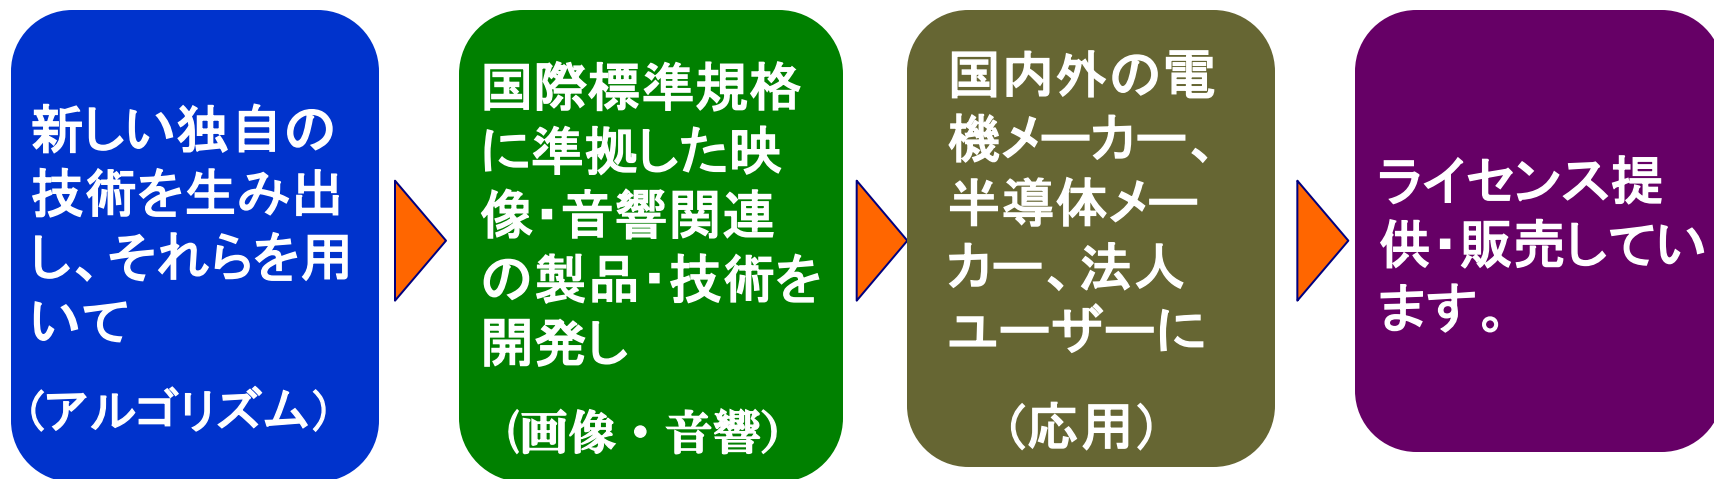 新しい独自の
技術を生み出
し、それらを用
いて
（アルゴリズム）
国際標準規格
に準拠した映
像・音響関連
の製品・技術を
開発し
（画像・音響）
国内外の電
機メーカー、
半導体メー
カー、法人
ユーザーに
（応用）
ライセンス提
供・販売してい
ます。